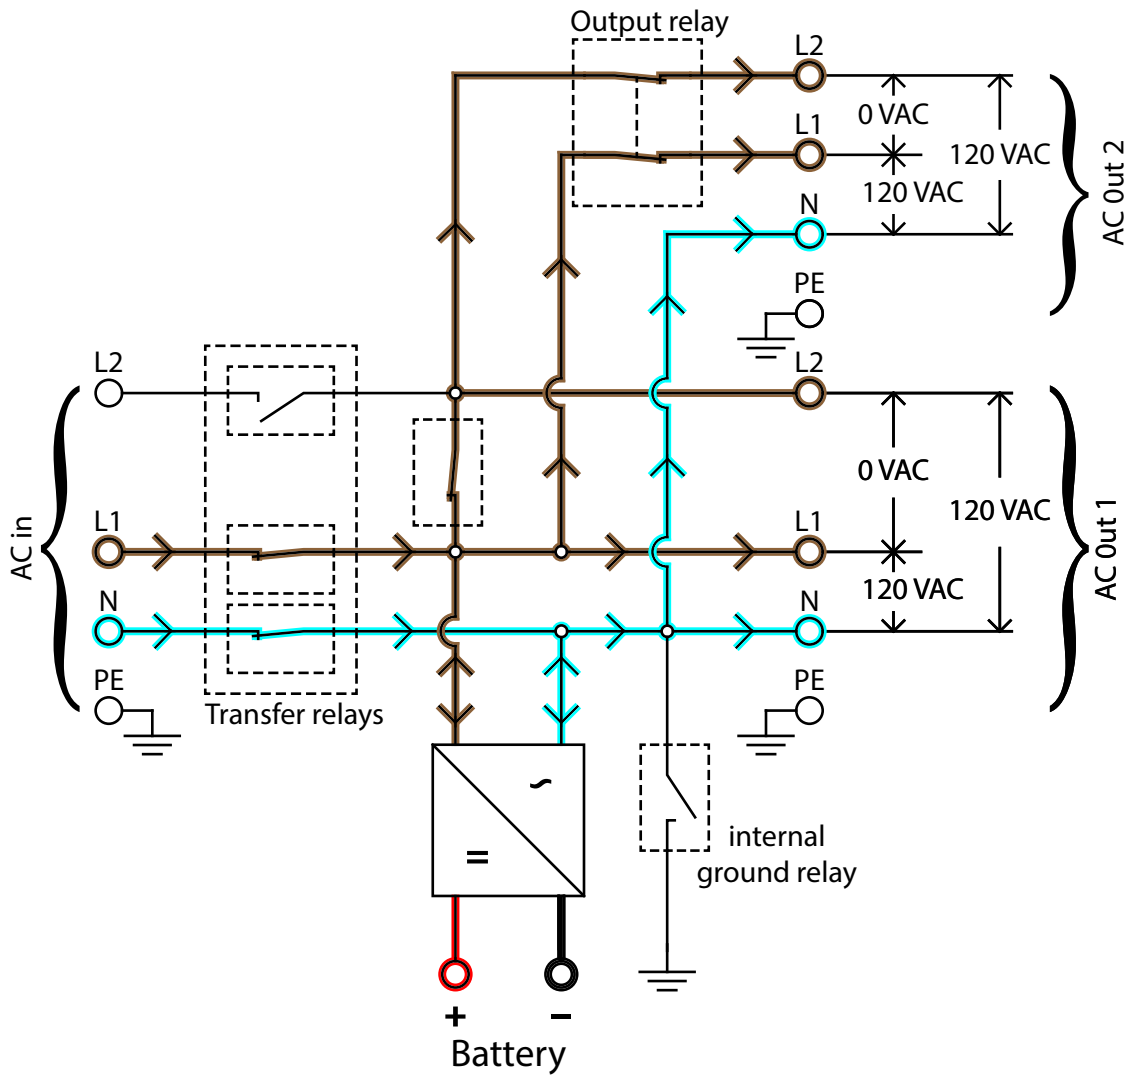 Output relay
L2
0 VAC
L1
120 VAC
120 VAC
N
AC Out 2
PE
L2
L2
0 VAC
120 VAC
AC in
L1
L1
AC Out 1
120 VAC
N
N
PE
PE
Transfer relays
~
=
internal
ground relay
+ −
Battery